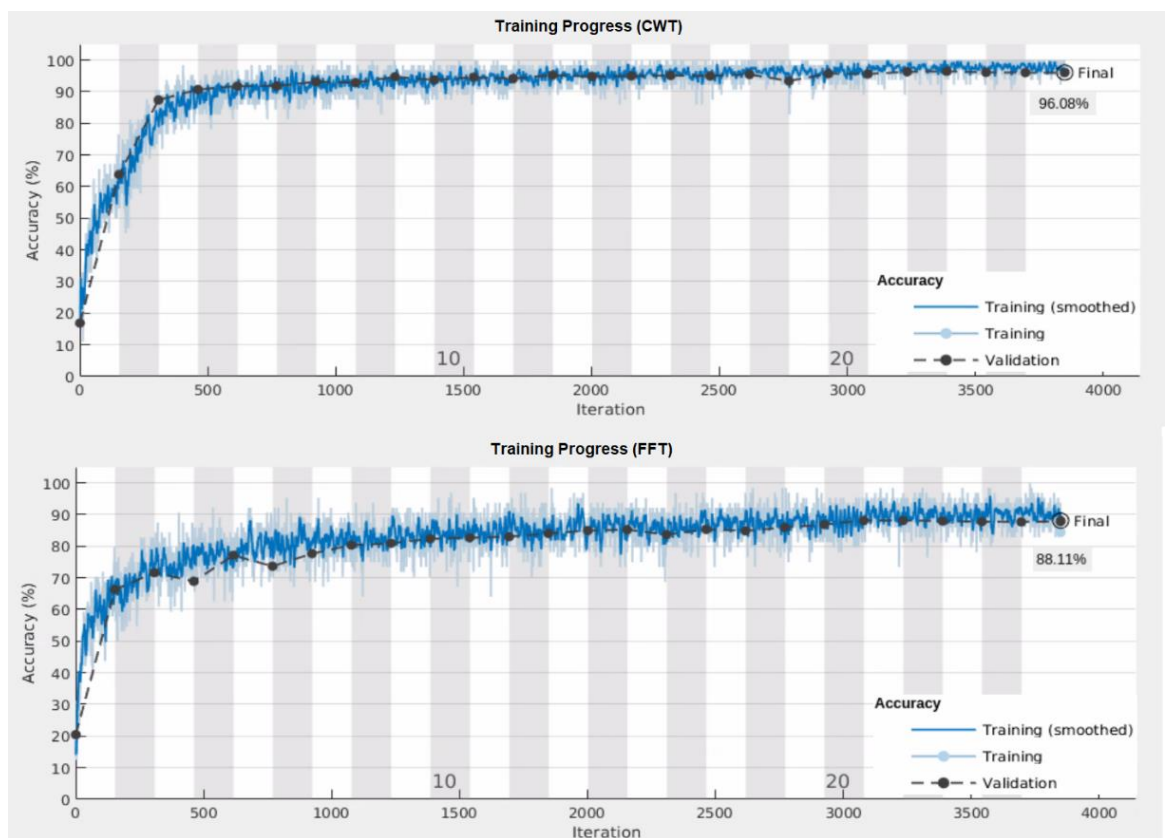 Training Progress (CWT)
100
90
80
70
60
50
40
30
20
10
0
Accuracy (%)
Final
96.08%
Accuracy
Training (smoothed)
Training
Validation
10
20
0
500
1000
1500
2000
2500
3000
3500
4000
Iteration
Training Progress (FFT)
100
90
80
70
60
50
40
30
20
10
0
Accuracy (%)
Final
88.11%
Accuracy
Training (smoothed)
Training
Validation
10
20
0
500
1000
1500
2000
2500
3000
3500
4000
Iteration